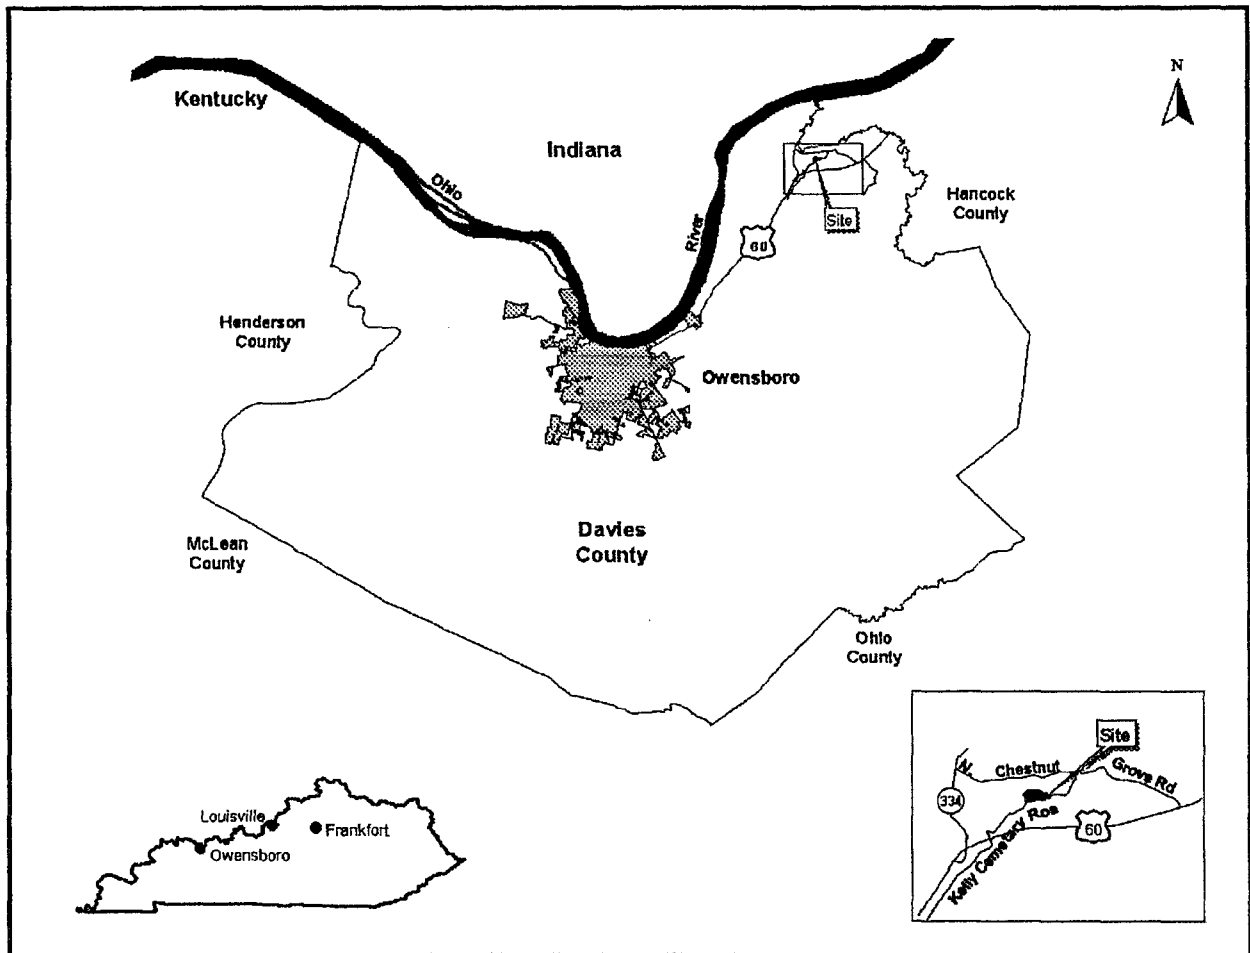 N
Kentucky
Indiana
Ohio
River
Hancock
County
Site
60
Henderson
County
Owensboro
Davies
County
McLean
County
Ohio
County
Site
N. Chestnut Grove Rd
334
Kelly Cemetary Roa
60
Louisville
Frankfort
Owensboro